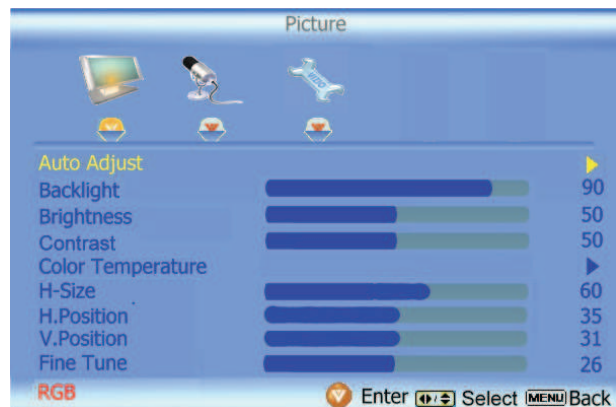 Picture
VIZIO
Auto Adjust
Backlight 90
Brightness 50
Contrast 50
Color Temperature
H-Size 60
H.Position 35
V.Position 31
Fine Tune 26
RGB Enter Select MENU Back